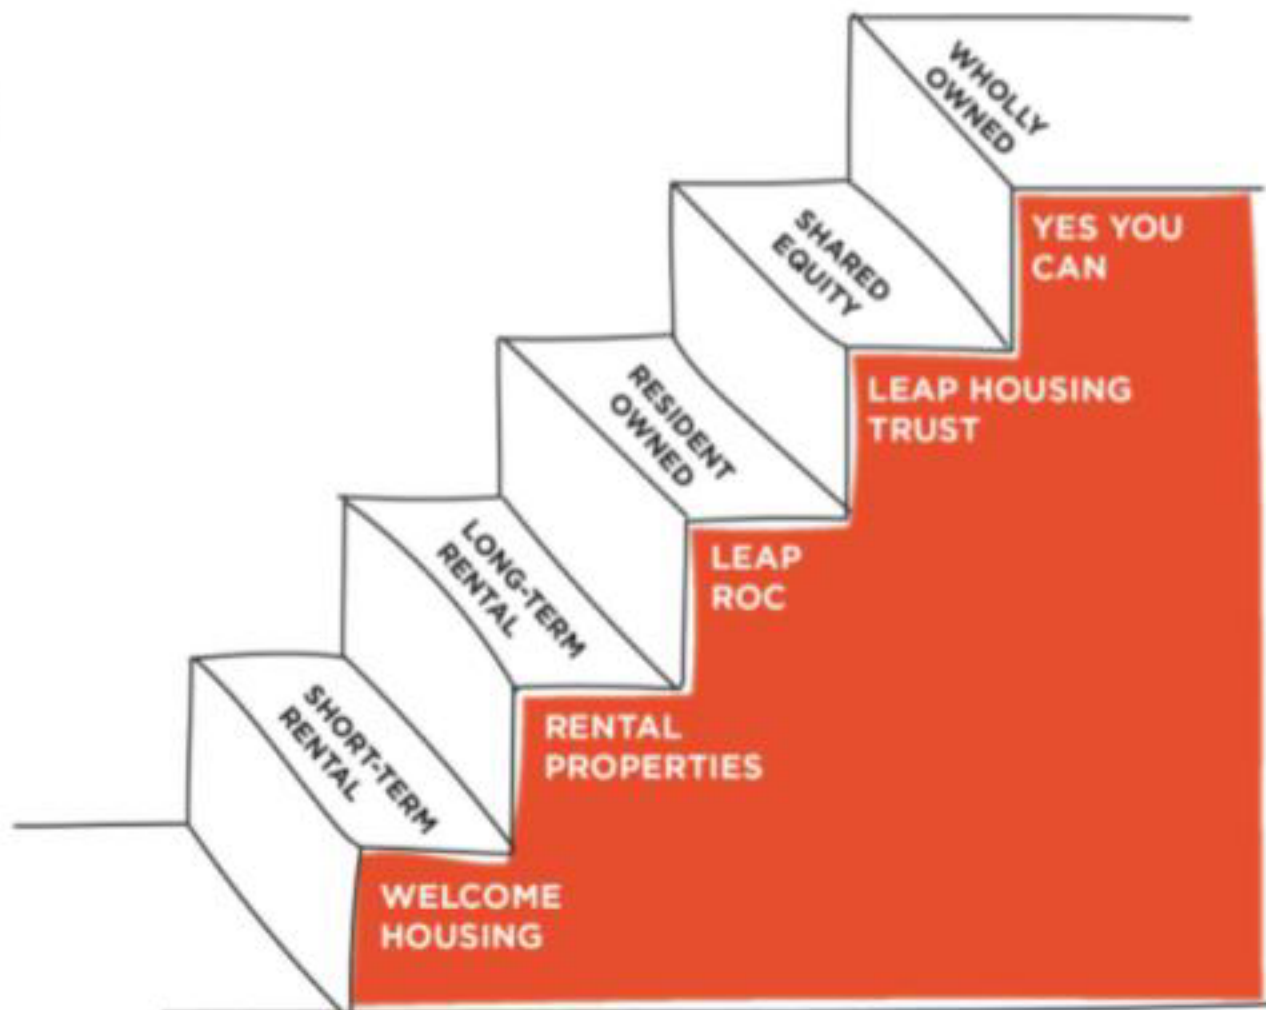 WHOLLY
OWNED
YES YOU
CAN
SHARED
EQUITY
LEAP HOUSING
TRUST
RESIDENT
OWNED
LEAP
ROC
LONG-TERM
RENTAL
RENTAL
PROPERTIES
SHORT-TERM
RENTAL
WELCOME
HOUSING